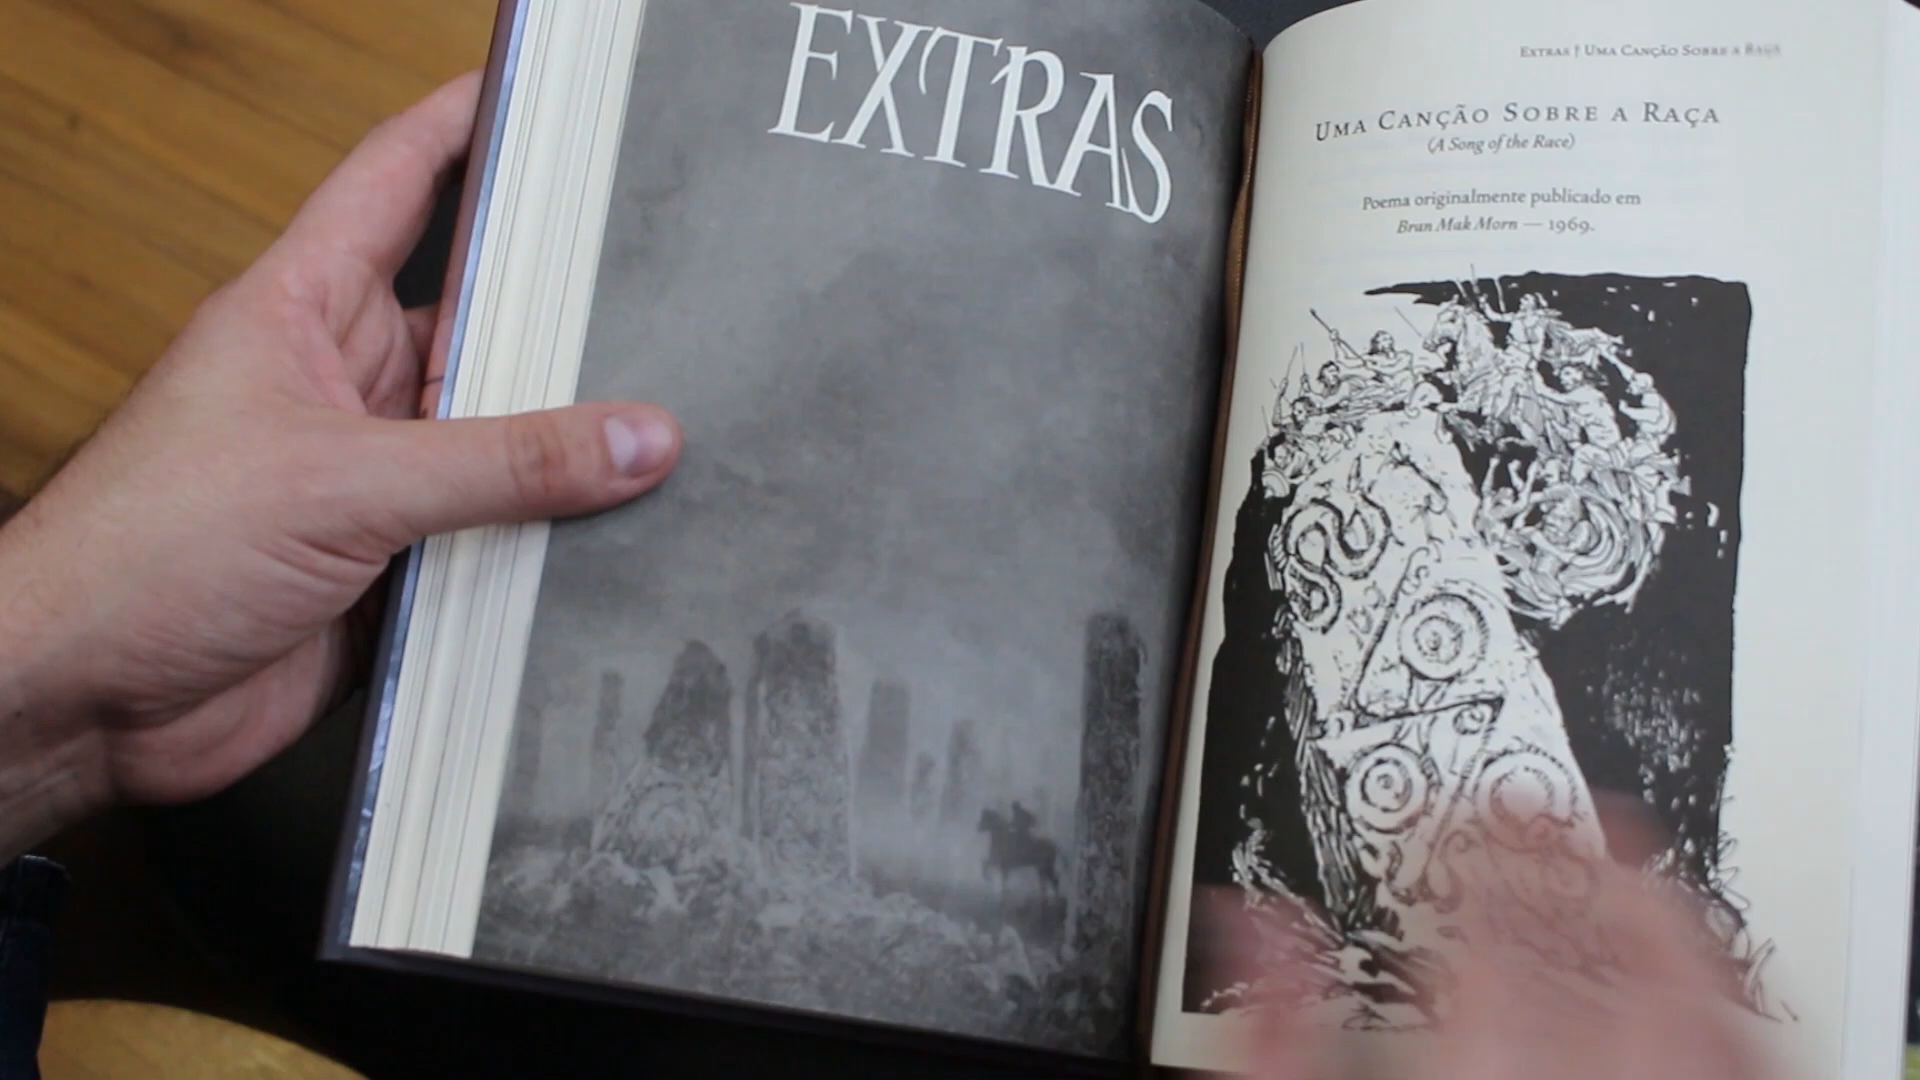 EXTRAS
Extras † Uma Canção Sobre a Raça
Uma Canção Sobre a Raça
(A Song of the Race)
Poema originalmente publicado em
Bran Mak Morn — 1969.